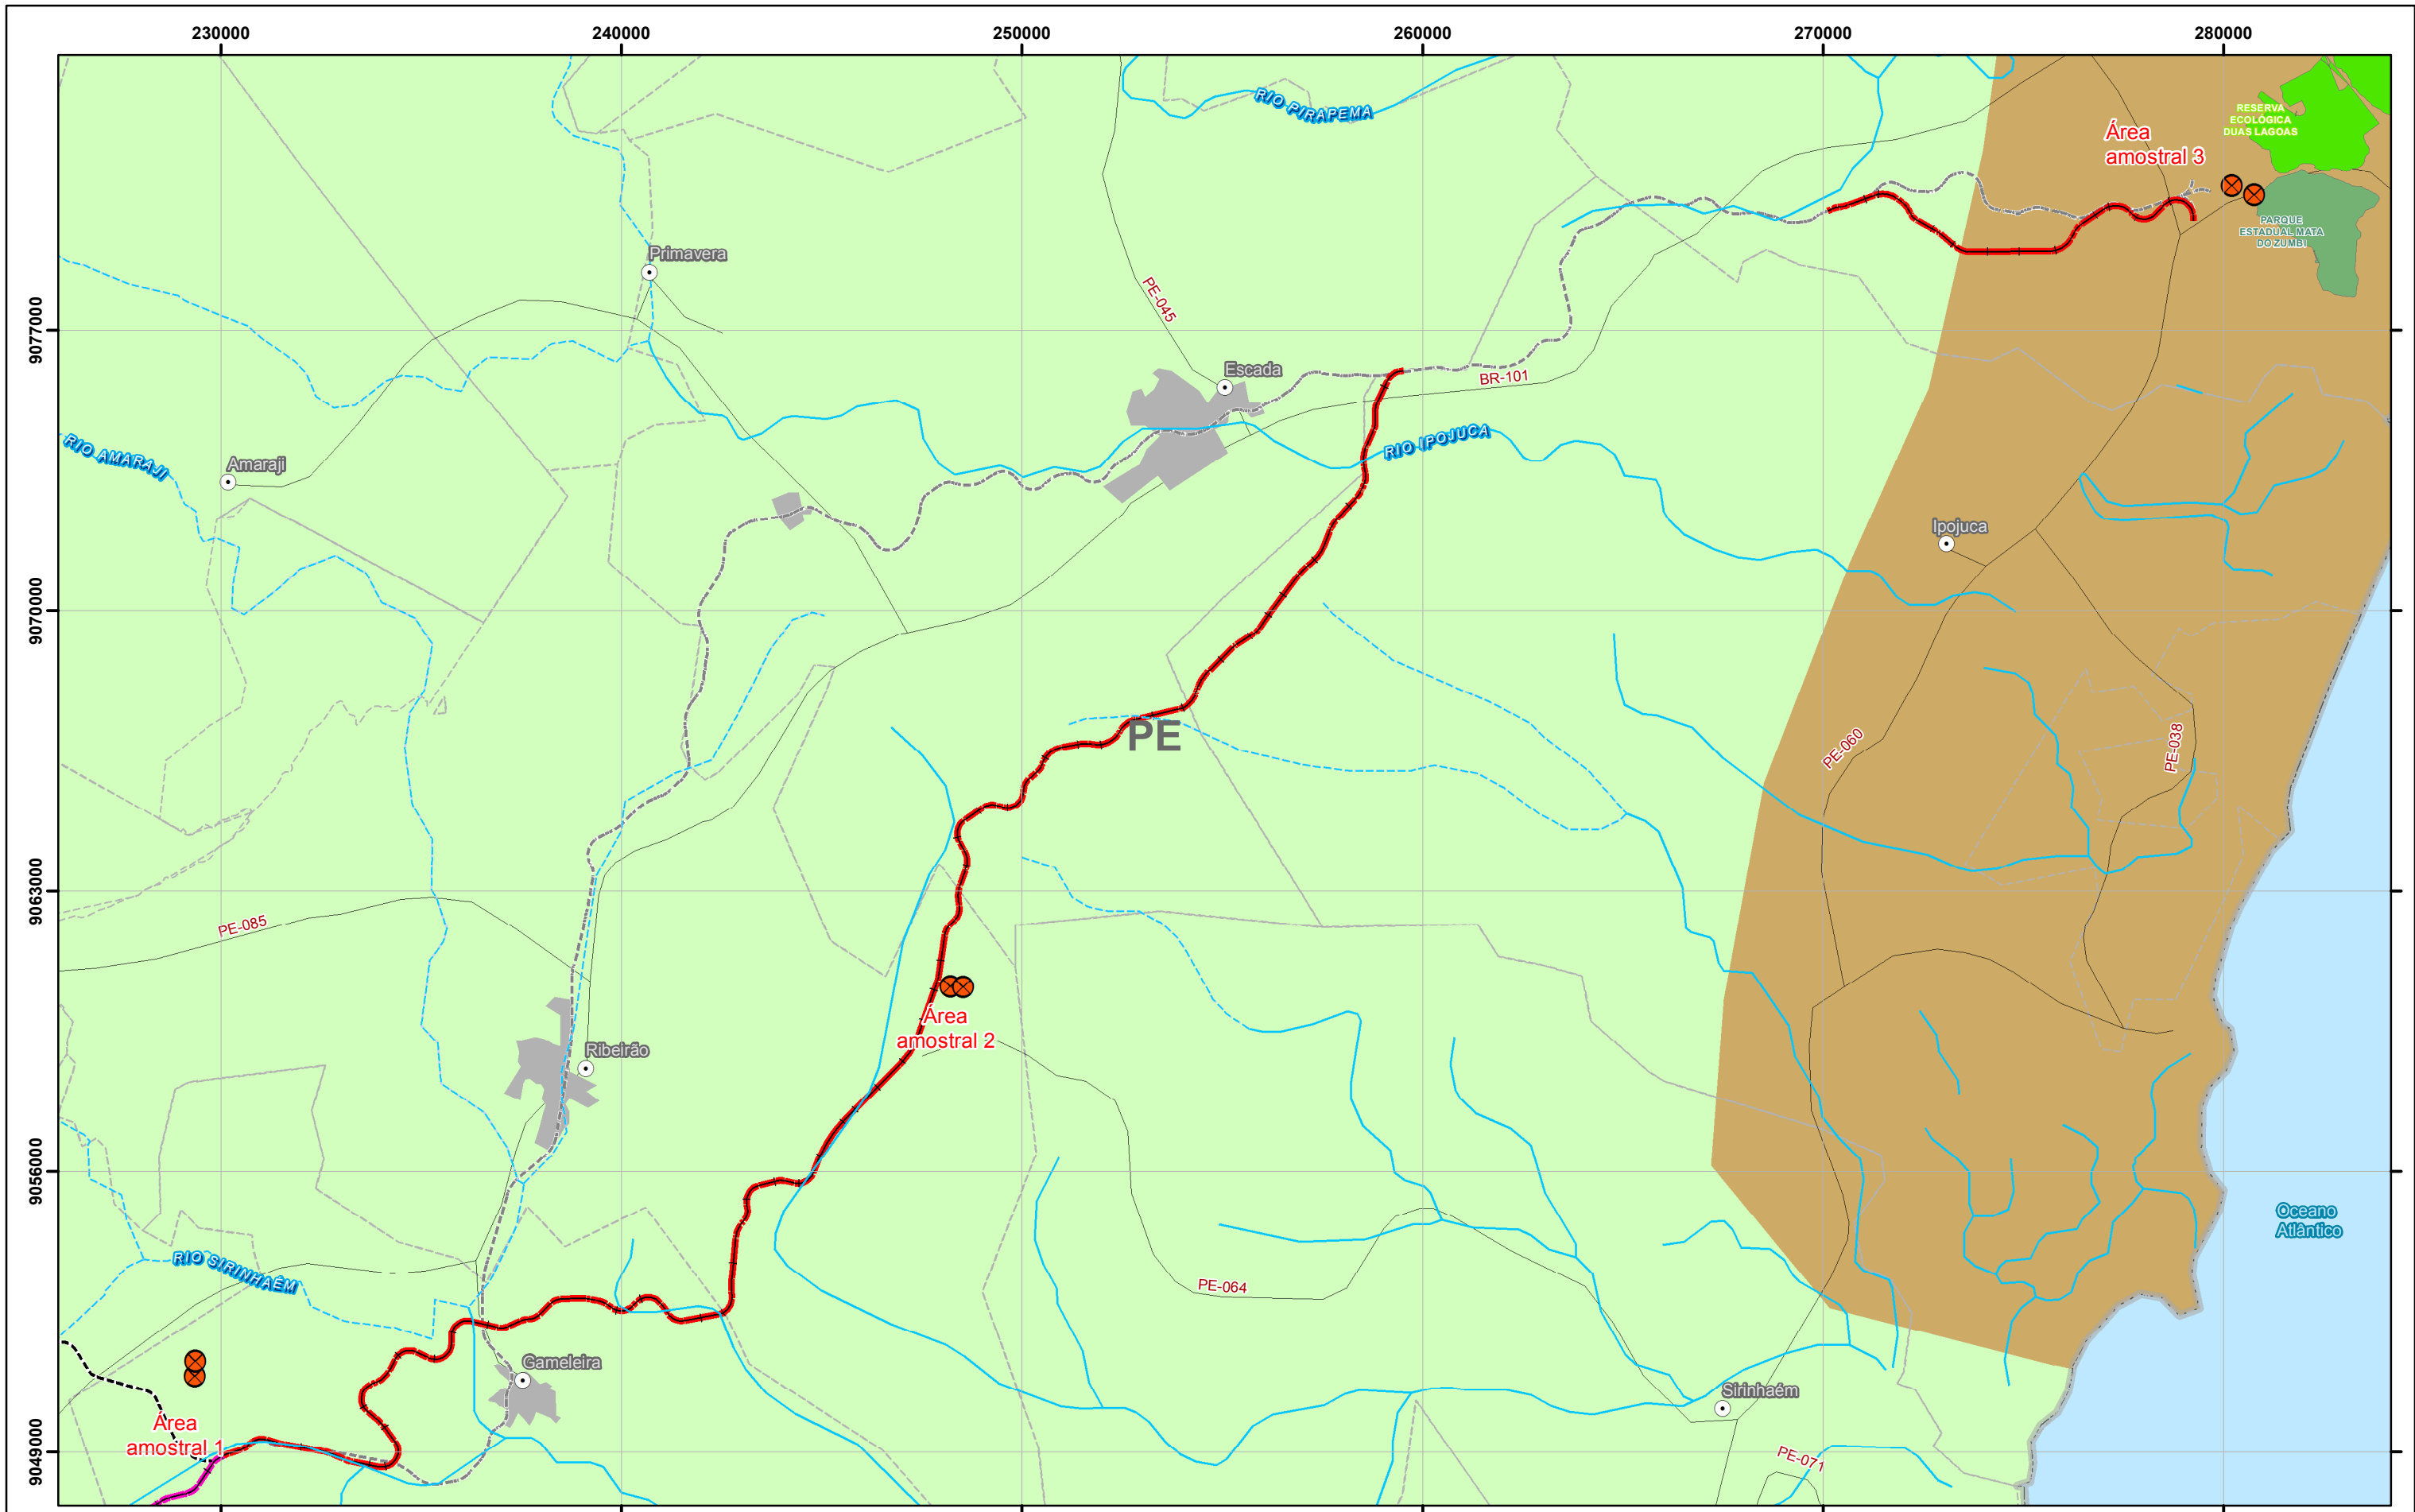 230000
240000
250000
260000
270000
280000
RIO PIRAPEMA
RESERVA
ECOLÓGICA
DUAS LAGOAS
Área
amostral 3
PARQUE
ESTADUAL MATA
DO ZUMBI
Primavera
PE-045
9077000
Escada
BR-101
RIO IPOJUCA
RIO AMARAJI
Amaraji
Ipojuca
9070000
PE
PE-060
PE-038
9063000
PE-085
Área
amostral 2
Ribeirão
9056000
Oceano
Atlântico
RIO SIRINHAÉM
PE-064
Gameleira
Sirinhaém
Área
amostral 1
9049000
PE-071